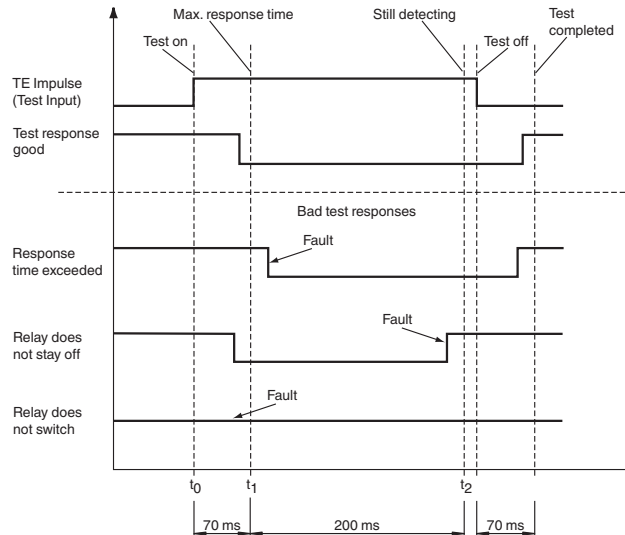 Max. response time
Still detecting
Test
completed
Test on
Test off
TE Impulse
(Test Input)
Test response
good
Bad test responses
Fault
Response
time exceeded
Fault
Relay does
not stay off
Fault
Relay does
not switch
t0
t1
t2
70 ms
200 ms
70 ms